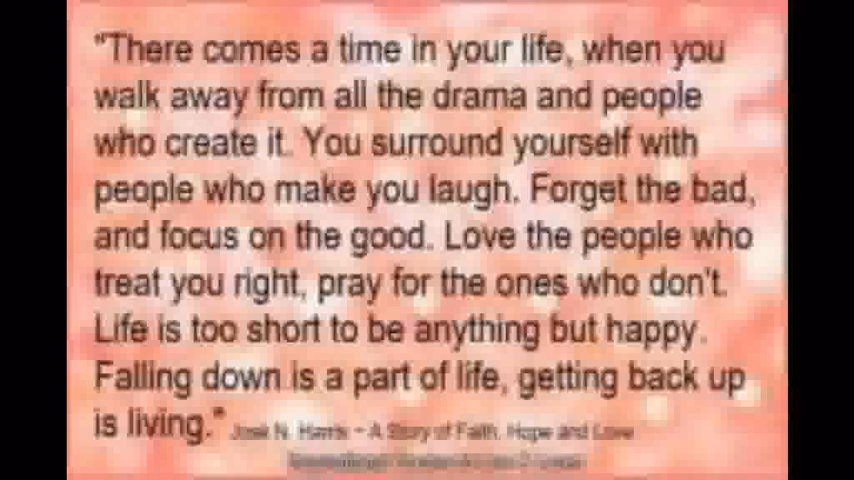 "There comes a time in your life, when you
walk away from all the drama and people
who create it. You surround yourself with
people who make you laugh. Forget the bad,
and focus on the good. Love the people who
treat you right, pray for the ones who don't.
Life is too short to be anything but happy.
Falling down is a part of life, getting back up
is living." José N. Harris ~ A Story of Faith, Hope and Love